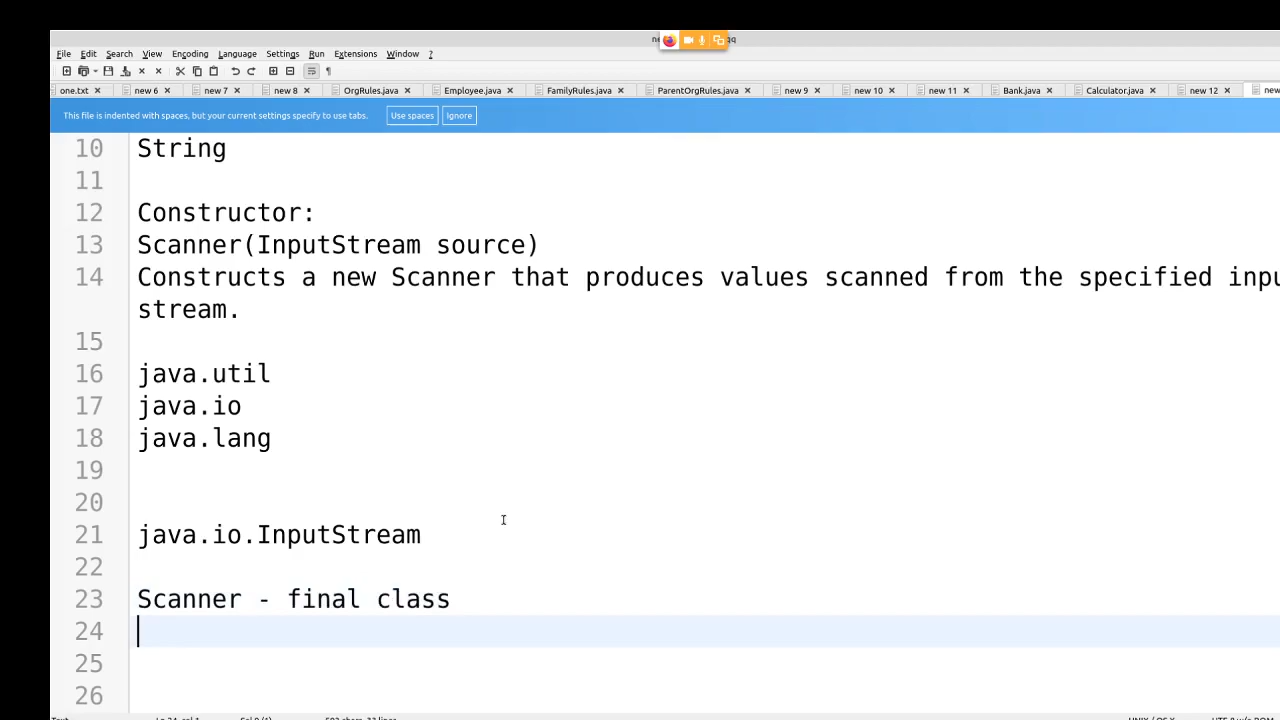 File Edit Search View Encoding Language Settings Run Extensions Window ?
one.txt new 6 new 7 new 8 OrgRules.java Employee.java FamilyRules.java ParentOrgRules.java new 9 new 10 new 11 Bank.java Calculator.java new 12 new
This file is indented with spaces, but your current settings specify to use tabs. Use spaces Ignore
10 String
11
12 Constructor:
13 Scanner(InputStream source)
14 Constructs a new Scanner that produces values scanned from the specified inpu
stream.
15
16 java.util
17 java.io
18 java.lang
19
20
21 java.io.InputStream
22
23 Scanner - final class
24
25
26